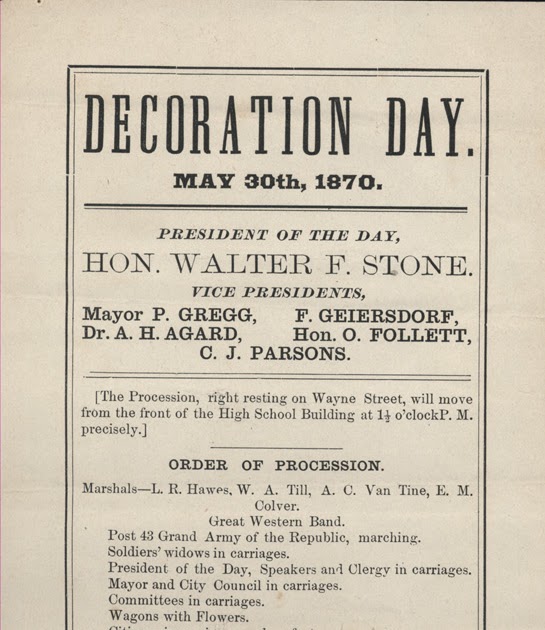 DECORATION DAY.
MAY 30th, 1870.
PRESIDENT OF THE DAY,
HON. WALTER F. STONE.
VICE PRESIDENTS,
Mayor P. GREGG, F. GEIERSDORF,
Dr. A. H. AGARD, Hon. O. FOLLETT,
C. J. PARSONS.
[The Procession, right resting on Wayne Street, will move
from the front of the High School Building at 1½ o'clockP. M.
precisely.]
ORDER OF PROCESSION.
Marshals—L. R. Hawes, W. A. Till, A. C. Van Tine, E. M.
Colver.
Great Western Band.
Post 43 Grand Army of the Republic, marching.
Soldiers' widows in carriages.
President of the Day, Speakers and Clergy in carriages.
Mayor and City Council in carriages.
Committees in carriages.
Wagons with Flowers.